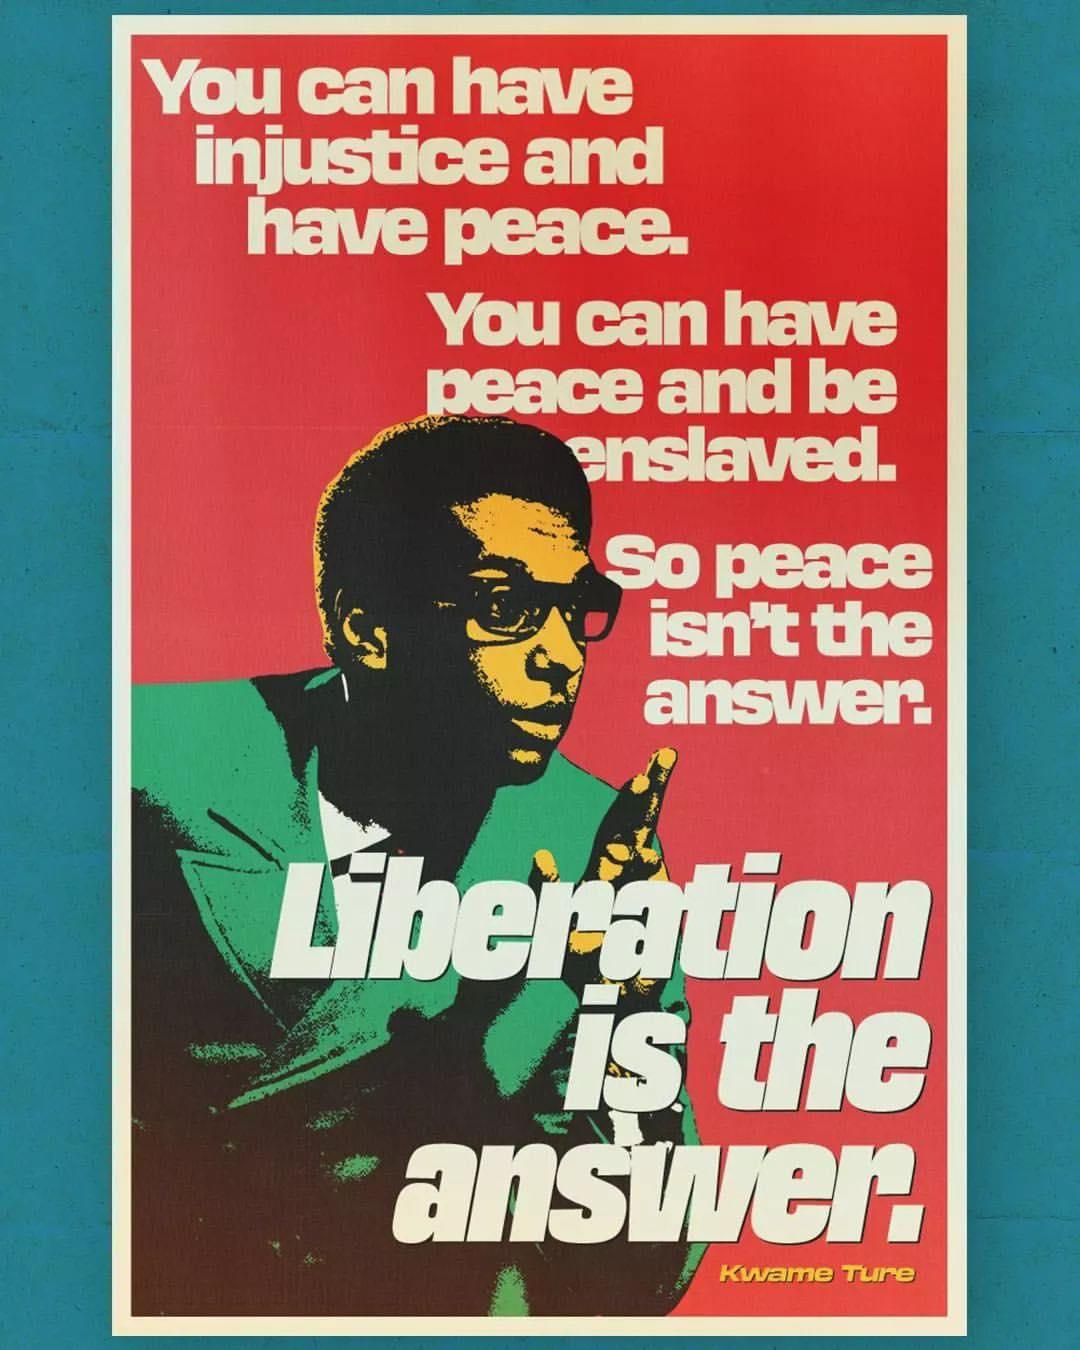 You can have
injustice and
have peace.
You can have
peace and be
enslaved.
So peace
isn't the
answer.
Liberation
is the
answer.
Kwame Ture